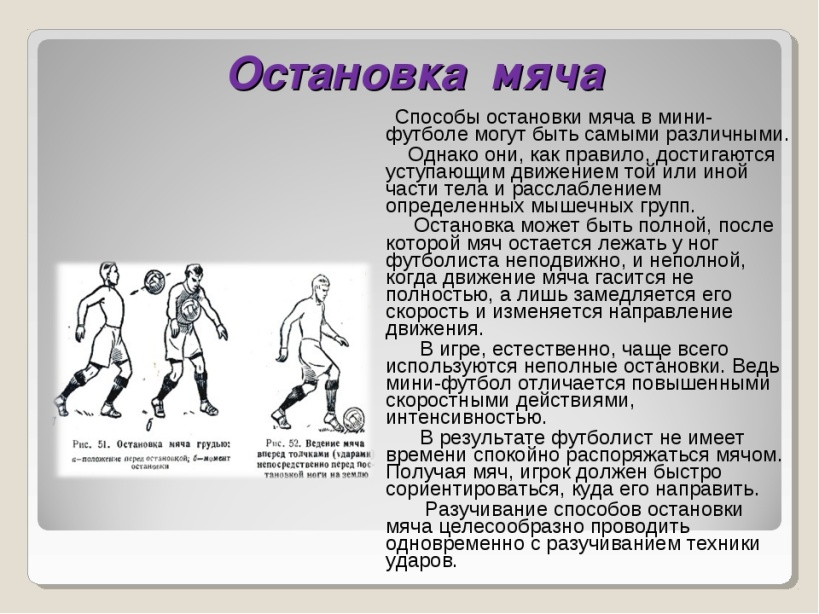 Остановка мяча
Способы остановки мяча в мини-
футболе могут быть самыми различными.
Однако они, как правило, достигаются
уступающим движением той или иной
части тела и расслаблением
определенных мышечных групп.
Остановка может быть полной, после
которой мяч остается лежать у ног
футболиста неподвижно, и неполной,
когда движение мяча гасится не
полностью, а лишь замедляется его
скорость и изменяется направление
движения.
В игре, естественно, чаще всего
используются неполные остановки. Ведь
мини-футбол отличается повышенными
скоростными действиями,
интенсивностью.
В результате футболист не имеет
времени спокойно распоряжаться мячом.
Получая мяч, игрок должен быстро
сориентироваться, куда его направить.
Разучивание способов остановки
мяча целесообразно проводить
одновременно с разучиванием техники
ударов.
б
Рис. 51. Остановка мяча грудью:
а—положение перед остановкой; б—момент
остановки
Рис. 52. Ведение мяча
вперед толчками (ударами)
непосредственно перед пос-
тановкой ноги на землю